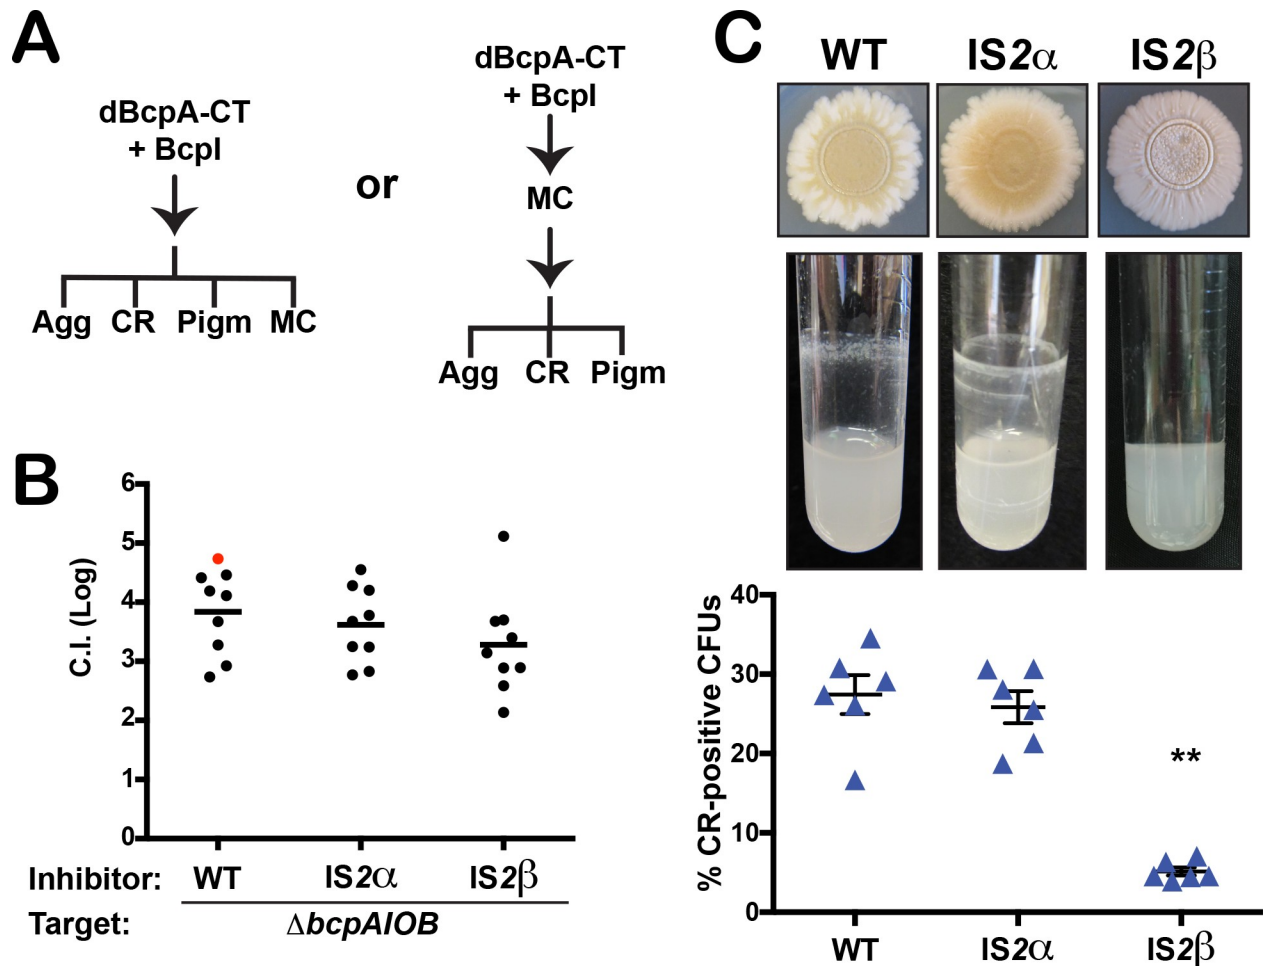 A
dBcpA-CT
+ BcpI
Agg CR Pigm MC
or
dBcpA-CT
+ BcpI
MC
Agg CR Pigm
B
C.I. (Log)
6
5
4
3
2
1
0
Inhibitor: WT IS2α IS2β
Target: ΔbcpAIOB
C
WT IS2α IS2β
% CR-positive CFUs
40
30
20
10
0
**
WT IS2α IS2β